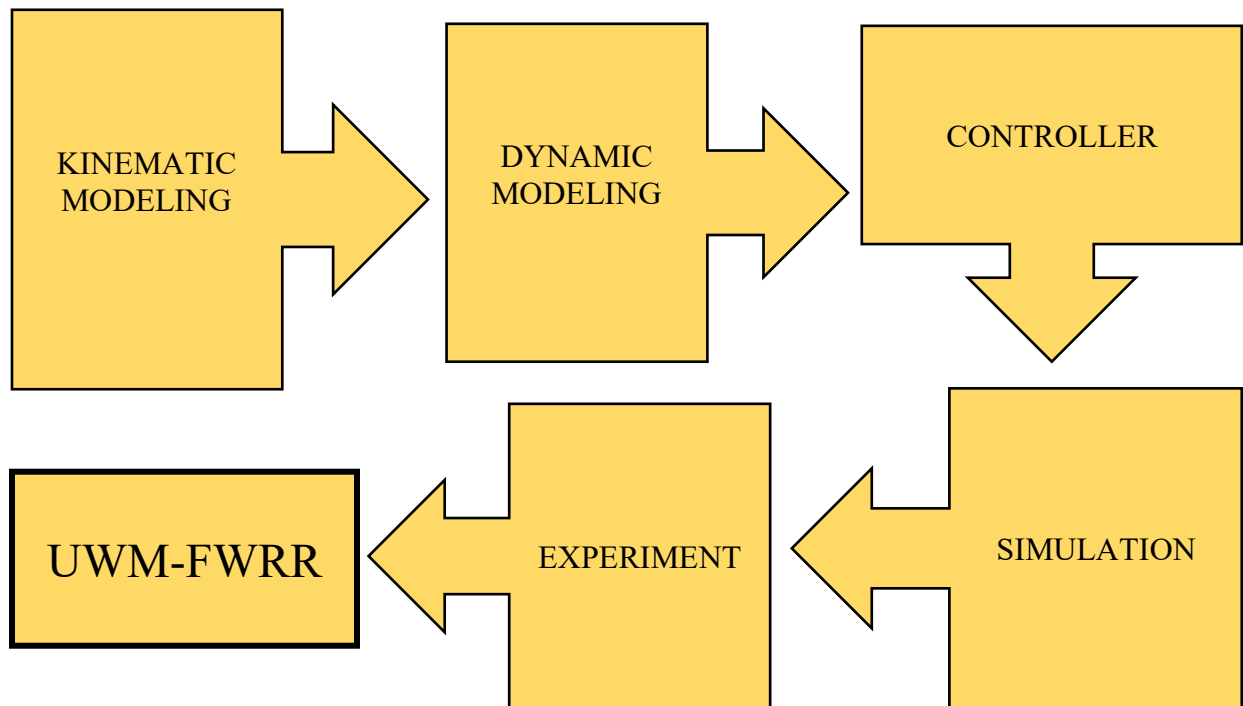 KINEMATIC
MODELING
DYNAMIC
MODELING
CONTROLLER
SIMULATION
EXPERIMENT
UWM-FWRR